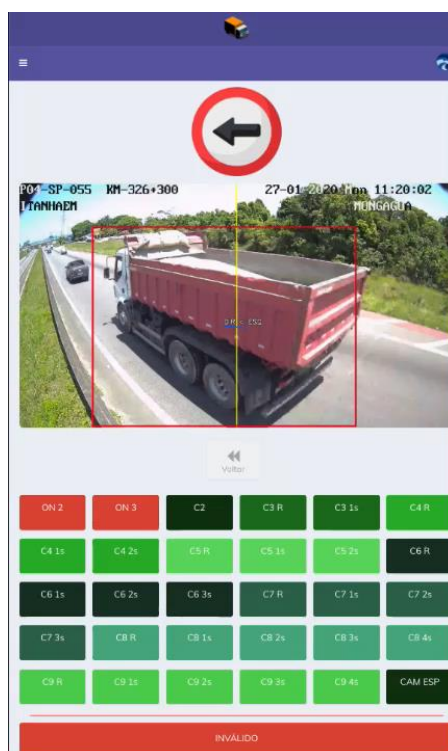 P04-SP-055 KM-326+300 27-01-2020 Mon 11:20:02
ITANHAEM MONGAGUA
Voltar
ON 2 ON 3 C2 C3 R C3 1s C4 R
C4 1s C4 2s C5 R C5 1s C5 2s C6 R
C6 1s C6 2s C6 3s C7 R C7 1s C7 2s
C7 3s C8 R C8 1s C8 2s C8 3s C8 4s
C9 R C9 1s C9 2s C9 3s C9 4s CAM ESP
INVÁLIDO